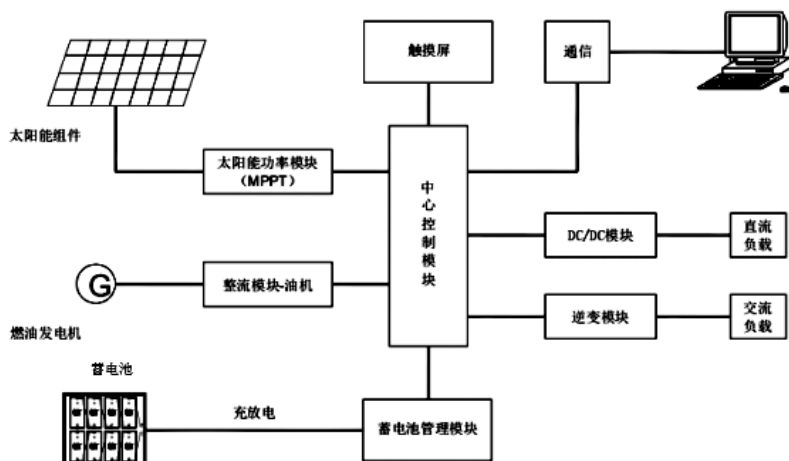 触摸屏
通信
太阳能组件
太阳能功率模块
（MPPT）
中心控制模块
DC/DC模块
直流
负载
G
整流模块-油机
燃油发电机
逆变模块
交流
负载
蓄电池
充放电
蓄电池管理模块